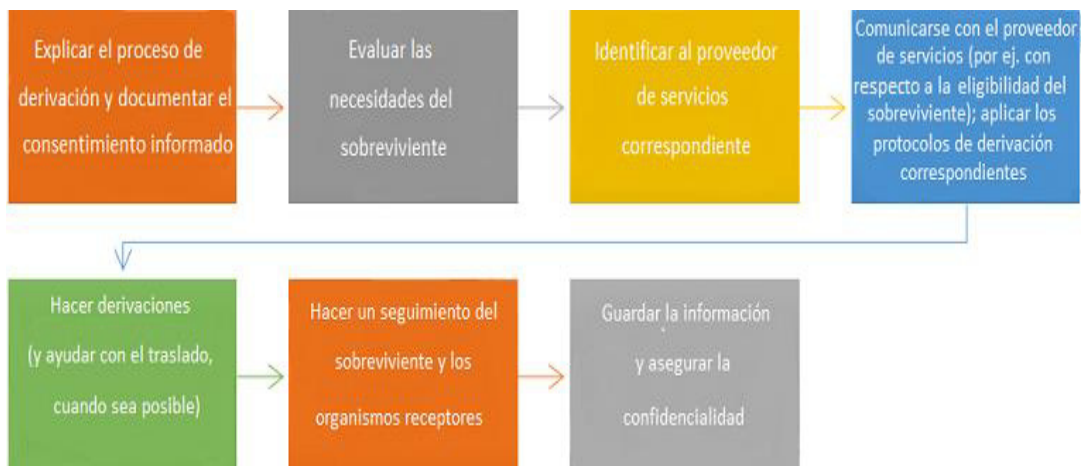 Explicar el proceso de
derivación y documentar el
consentimiento informado
Evaluar las
necesidades del
sobreviviente
Identificar al proveedor
de servicios
correspondiente
Comunicarse con el proveedor
de servicios (por ej. con
respecto a la eligibilidad del
sobreviviente); aplicar los
protocolos de derivación
correspondientes
Hacer derivaciones
(y ayudar con el traslado,
cuando sea posible)
Hacer un seguimiento del
sobreviviente y los
organismos receptores
Guardar la información
y asegurar la
confidencialidad